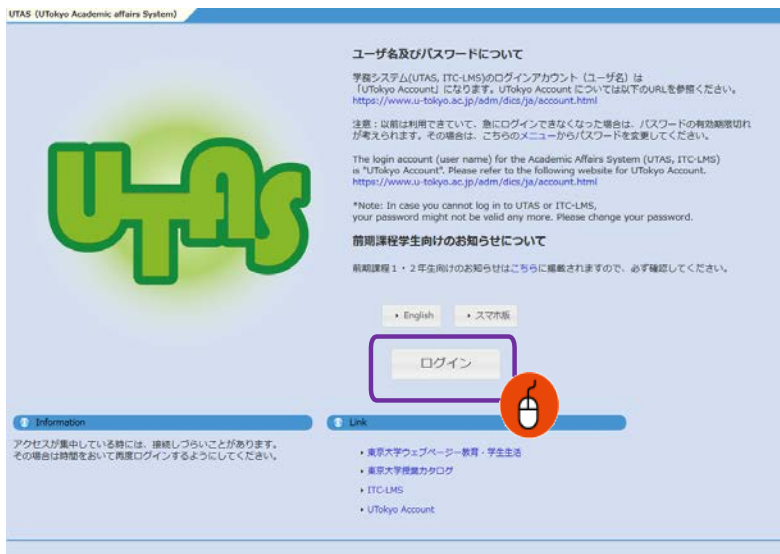 UTAS (UTokyo Academic affairs System)
UTAS
ユーザ名及びパスワードについて
学務システム(UTAS, ITC-LMS)のログインアカウント（ユーザ名）は
「UTokyo Account」になります。UTokyo Account については以下のURLを参照ください。
https://www.u-tokyo.ac.jp/adm/dics/ja/account.html
注意：以前は利用できていて、急にログインできなくなった場合は、パスワードの有効期限切れ
が考えられます。その場合は、こちらのメニューからパスワードを変更してください。
The login account (user name) for the Academic Affairs System (UTAS, ITC-LMS)
is "UTokyo Account". Please refer to the following website for UTokyo Account.
https://www.u-tokyo.ac.jp/adm/dics/ja/account.html
*Note: In case you cannot log in to UTAS or ITC-LMS,
your password might not be valid any more. Please change your password.
前期課程学生向けのお知らせについて
前期課程１・２年生向けのお知らせはこちらに掲載されますので、必ず確認してください。
English
スマホ版
ログイン
Information
アクセスが集中している時には、接続しづらいことがあります。
その場合は時間をおいて再度ログインするようにしてください。
Link
東京大学ウェブページー教育・学生生活
東京大学授業カタログ
ITC-LMS
UTokyo Account